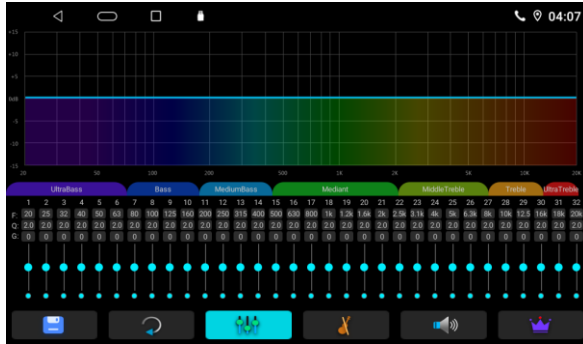 04:07
+15
+10
+5
0dB
-5
-10
-15
20 50 100 200 500 1K 2K 5K 10K 20K
UltraBass Bass MediumBass Mediant MiddleTreble Treble UltraTreble
1 2 3 4 5 6 7 8 9 10 11 12 13 14 15 16 17 18 19 20 21 22 23 24 25 26 27 28 29 30 31 32
F: 20 25 32 40 50 63 80 100 125 160 200 250 315 400 500 630 800 1k 1.2k 1.6k 2k 2.5k 3.1k 4k 5k 6.3k 8k 10k 12.5 16k 18k 20k
Q: 2.0 2.0 2.0 2.0 2.0 2.0 2.0 2.0 2.0 2.0 2.0 2.0 2.0 2.0 2.0 2.0 2.0 2.0 2.0 2.0 2.0 2.0 2.0 2.0 2.0 2.0 2.0 2.0 2.0 2.0 2.0 2.0
G: 0 0 0 0 0 0 0 0 0 0 0 0 0 0 0 0 0 0 0 0 0 0 0 0 0 0 0 0 0 0 0 0